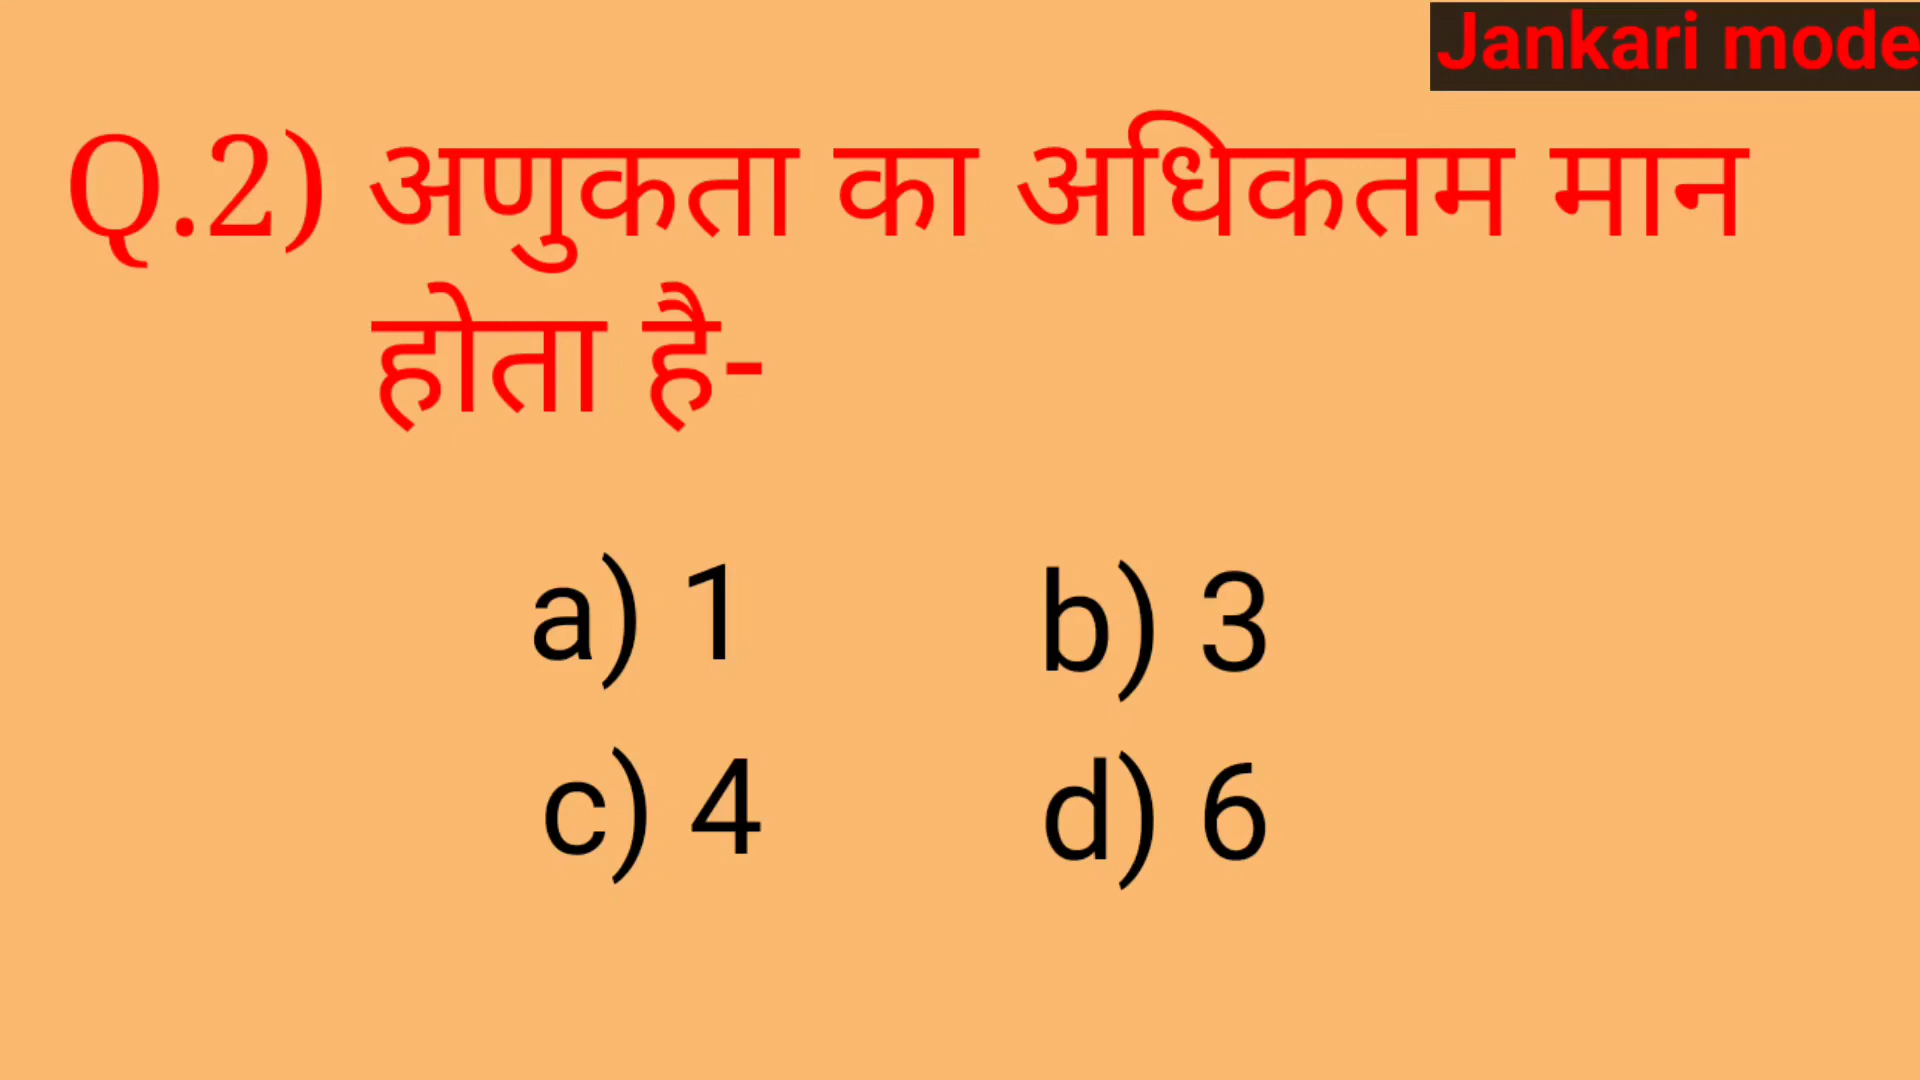 Jankari mode
Q.2) अणुकता का अधिकतम मान
होता है-
a) 1 b) 3
c) 4 d) 6